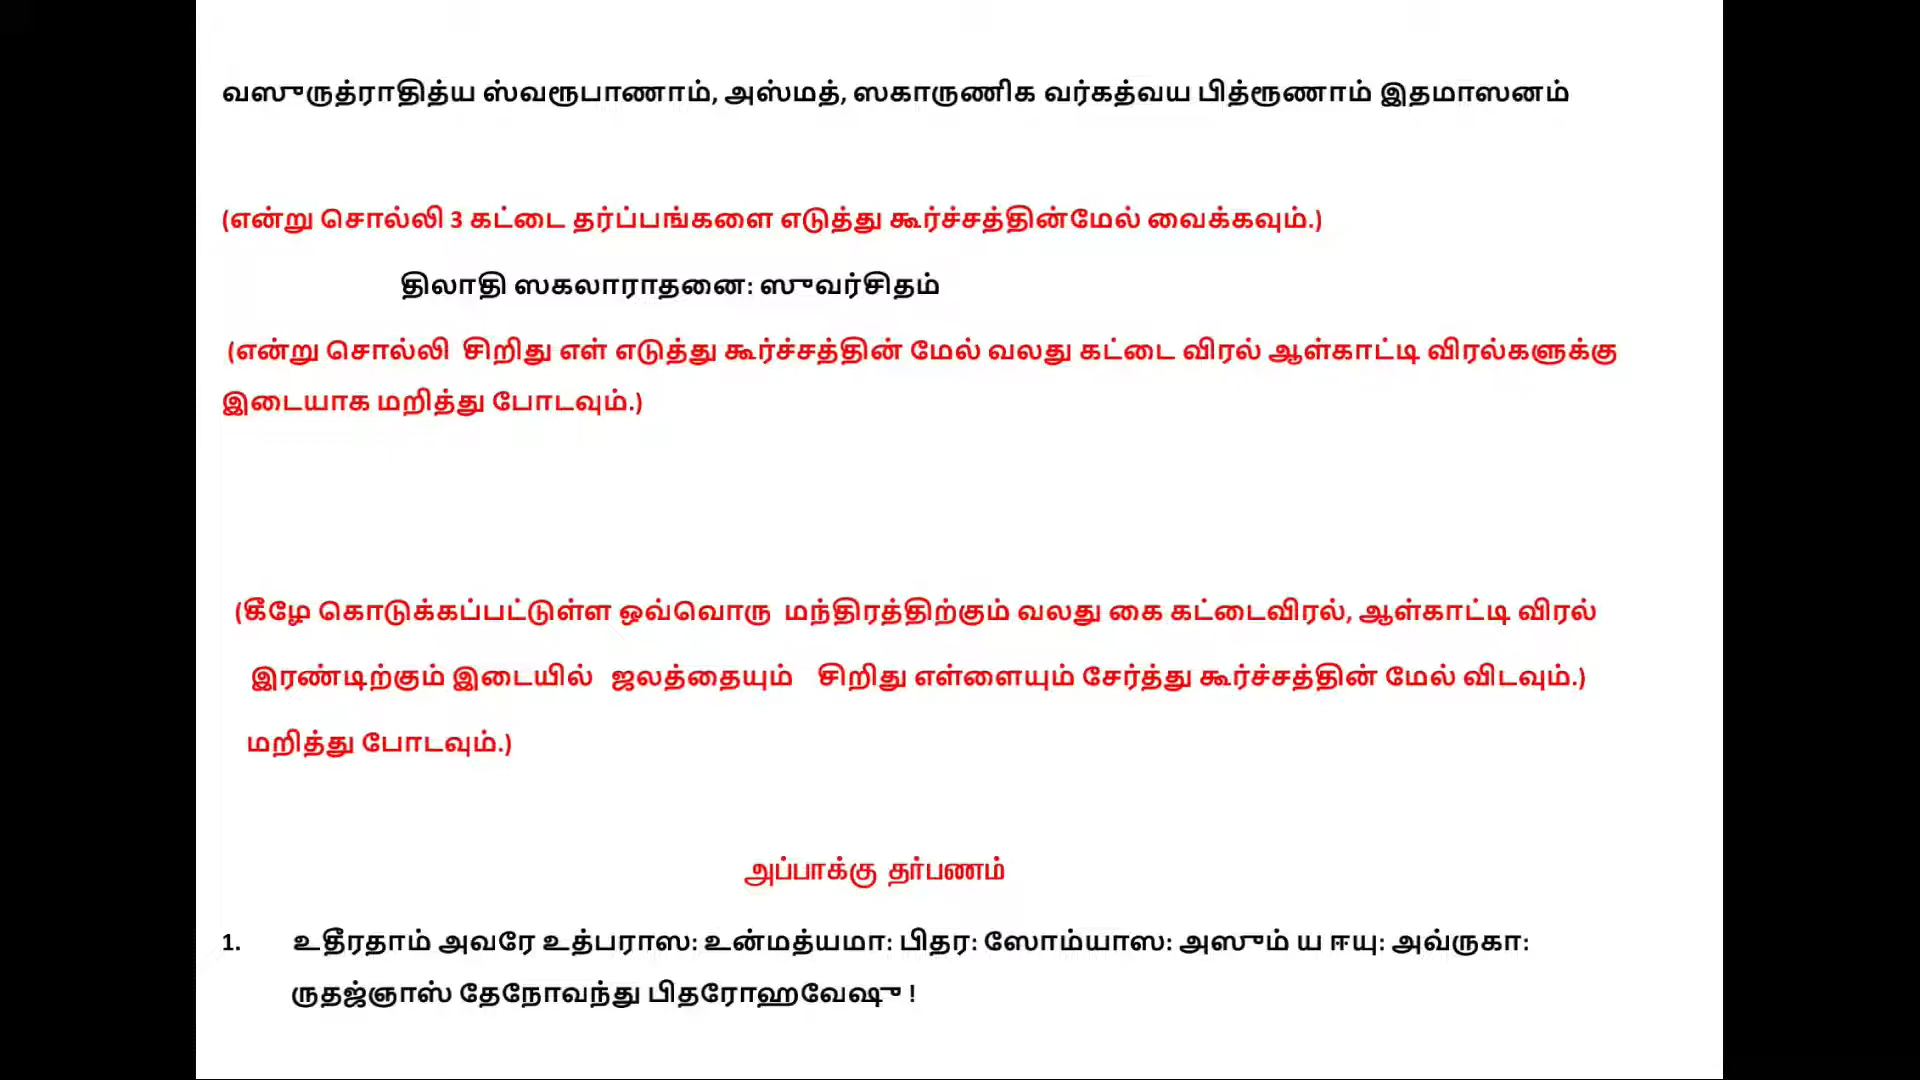 வஸுருத்ராதித்ய ஸ்வரூபாணாம், அஸ்மத், ஸகாருணிக வர்கத்வய பித்ரூணாம் இதமாஸனம்
(என்று சொல்லி 3 கட்டை தர்ப்பங்களை எடுத்து கூர்ச்சத்தின்மேல் வைக்கவும்.)
திலாதி ஸகலாராதனை: ஸுவர்சிதம்
(என்று சொல்லி சிறிது எள் எடுத்து கூர்ச்சத்தின் மேல் வலது கட்டை விரல் ஆள்காட்டி விரல்களுக்கு
இடையாக மறித்து போடவும்.)
(கீழே கொடுக்கப்பட்டுள்ள ஒவ்வொரு மந்திரத்திற்கும் வலது கை கட்டைவிரல், ஆள்காட்டி விரல்
இரண்டிற்கும் இடையில் ஜலத்தையும் சிறிது எள்ளையும் சேர்த்து கூர்ச்சத்தின் மேல் விடவும்.)
மறித்து போடவும்.)
அப்பாக்கு தர்பணம்
1. உதீரதாம் அவரே உத்பராஸ: உன்மத்யமா: பிதர: ஸோம்யாஸ: அஸும் ய ஈயு: அவ்ருகா:
ருதஜ்ஞாஸ் தேநோவந்து பிதரோஹவேஷு !